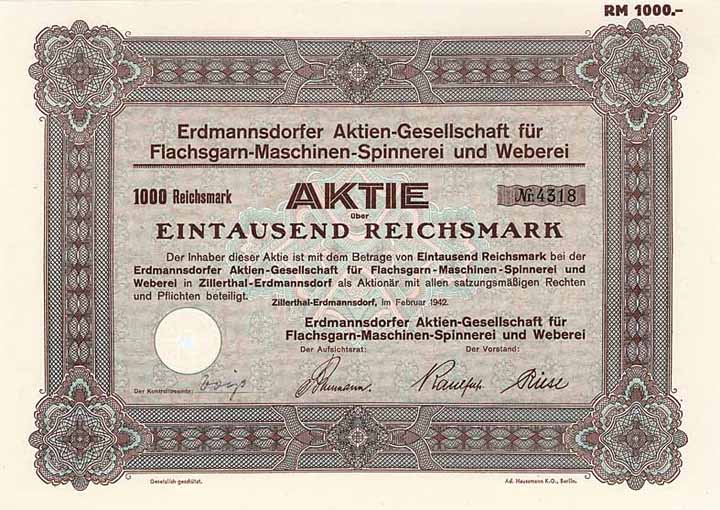 RM 1000.-
Erdmannsdorfer Aktien-Gesellschaft für
Flachsgarn-Maschinen-Spinnerei und Weberei
1000 Reichsmark AKTIE Nr. 4318
über
EINTAUSEND REICHSMARK
Der Inhaber dieser Aktie ist mit dem Betrage von Eintausend Reichsmark bei der
Erdmannsdorfer Aktien-Gesellschaft für Flachsgarn-Maschinen-Spinnerei und
Weberei in Zillerthal-Erdmannsdorf als Aktionär mit allen satzungsmäßigen Rechten
und Pflichten beteiligt.
Zillerthal-Erdmannsdorf, im Februar 1942.
Erdmannsdorfer Aktien-Gesellschaft für
Flachsgarn-Maschinen-Spinnerei und Weberei
Der Aufsichtsrat: Der Vorstand:
Der Kontrollbeamte: Riese
Gesetzlich geschützt. Ad. Haussmann K.G., Berlin.